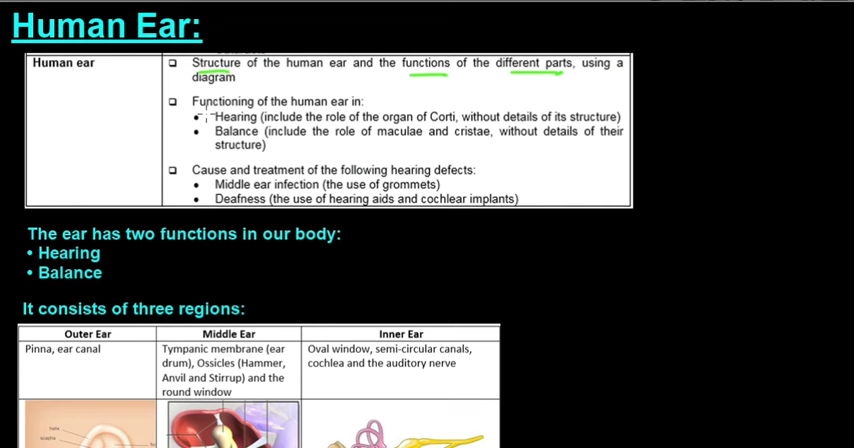 Human Ear:
Human ear
❑ Structure of the human ear and the functions of the different parts, using a
diagram
❑ Functioning of the human ear in:
• Hearing (include the role of the organ of Corti, without details of its structure)
• Balance (include the role of maculae and cristae, without details of their
structure)
❑ Cause and treatment of the following hearing defects:
• Middle ear infection (the use of grommets)
• Deafness (the use of hearing aids and cochlear implants)
The ear has two functions in our body:
• Hearing
• Balance
It consists of three regions:
Outer Ear
Middle Ear
Inner Ear
Pinna, ear canal
Tympanic membrane (ear
drum), Ossicles (Hammer,
Anvil and Stirrup) and the
round window
Oval window, semi-circular canals,
cochlea and the auditory nerve